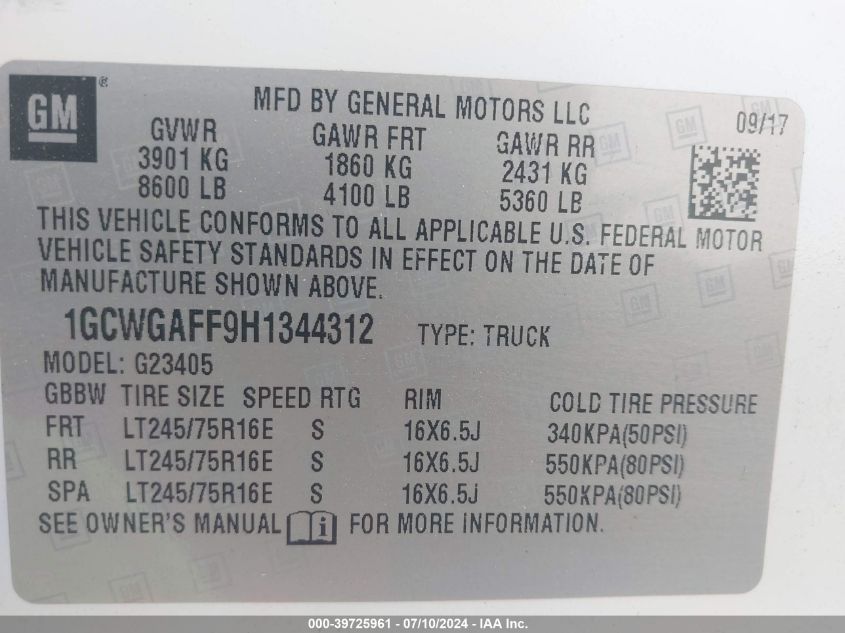 GM ®
MFD BY GENERAL MOTORS LLC
09/17
GVWR GAWR FRT GAWR RR
3901 KG 1860 KG 2431 KG
8600 LB 4100 LB 5360 LB
THIS VEHICLE CONFORMS TO ALL APPLICABLE U.S. FEDERAL MOTOR
VEHICLE SAFETY STANDARDS IN EFFECT ON THE DATE OF
MANUFACTURE SHOWN ABOVE.
1GCWGAFF9H1344312 TYPE: TRUCK
MODEL: G23405
GBBW TIRE SIZE SPEED RTG RIM COLD TIRE PRESSURE
FRT LT245/75R16E S 16X6.5J 340KPA(50PSI)
RR LT245/75R16E S 16X6.5J 550KPA(80PSI)
SPA LT245/75R16E S 16X6.5J 550KPA(80PSI)
SEE OWNER'S MANUAL i FOR MORE INFORMATION.
000-39725961 - 07/10/2024 - IAA Inc.